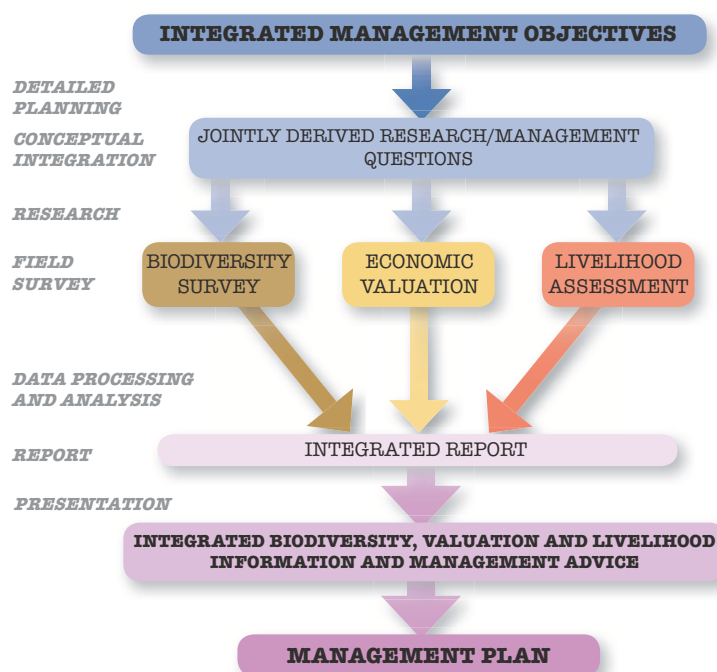 INTEGRATED MANAGEMENT OBJECTIVES
DETAILED
PLANNING
CONCEPTUAL
INTEGRATION
JOINTLY DERIVED RESEARCH/MANAGEMENT
QUESTIONS
RESEARCH
FIELD
SURVEY
BIODIVERSITY
SURVEY
ECONOMIC
VALUATION
LIVELIHOOD
ASSESSMENT
DATA PROCESSING
AND ANALYSIS
REPORT
INTEGRATED REPORT
PRESENTATION
INTEGRATED BIODIVERSITY, VALUATION AND LIVELIHOOD
INFORMATION AND MANAGEMENT ADVICE
MANAGEMENT PLAN